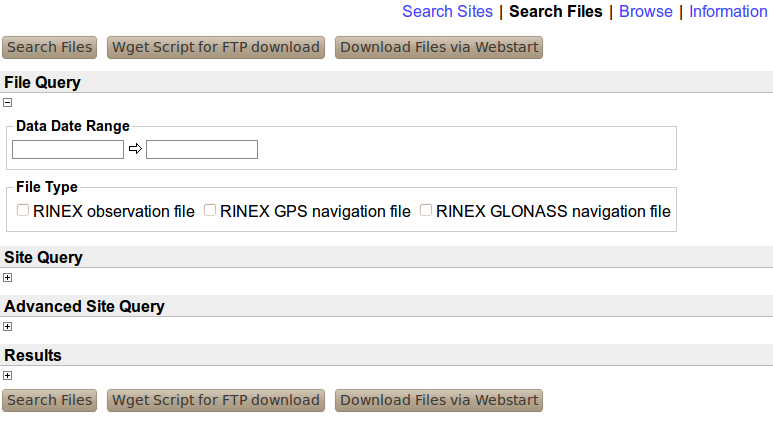 Search Sites | Search Files | Browse | Information
Search Files Wget Script for FTP download Download Files via Webstart
File Query
Data Date Range
File Type
RINEX observation file RINEX GPS navigation file RINEX GLONASS navigation file
Site Query
Advanced Site Query
Results
Search Files Wget Script for FTP download Download Files via Webstart